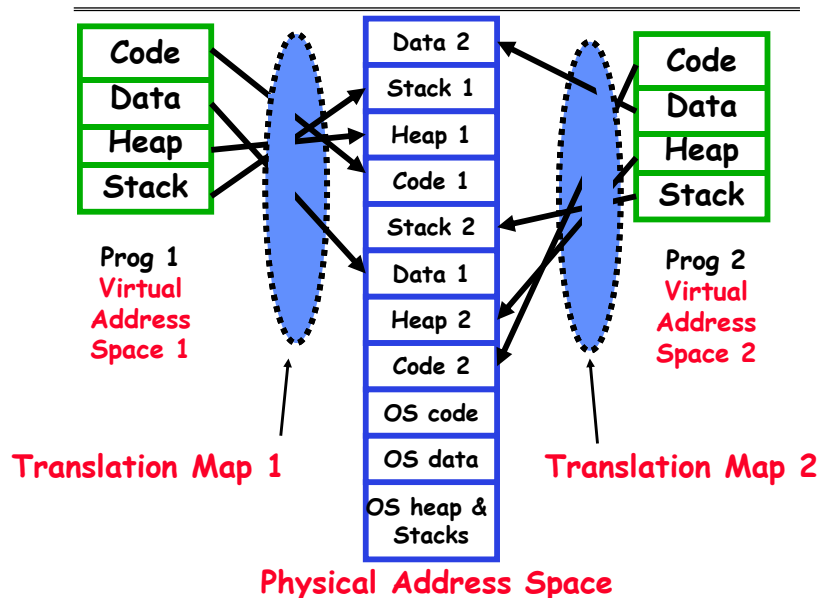 Code
Data
Heap
Stack
Prog 1
Virtual
Address
Space 1
Translation Map 1
Data 2
Stack 1
Heap 1
Code 1
Stack 2
Data 1
Heap 2
Code 2
OS code
OS data
OS heap &
Stacks
Physical Address Space
Code
Data
Heap
Stack
Prog 2
Virtual
Address
Space 2
Translation Map 2